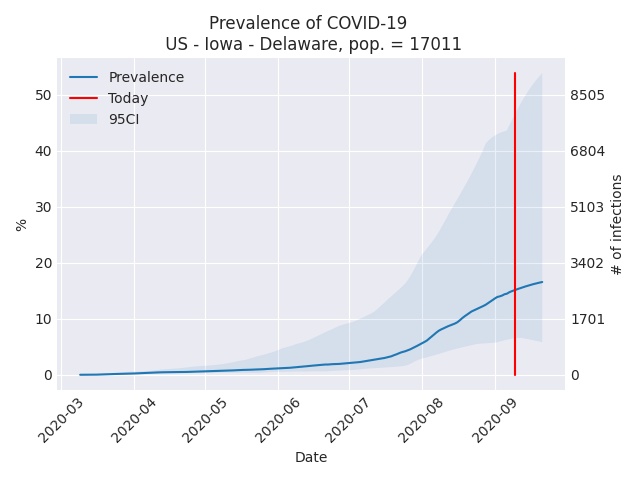 Prevalence of COVID-19
US - Iowa - Delaware, pop. = 17011
Prevalence
Today
95CI
%
50
40
30
20
10
0
8505
6804
5103
3402
1701
0
# of infections
2020-03
2020-04
2020-05
2020-06
2020-07
2020-08
2020-09
Date